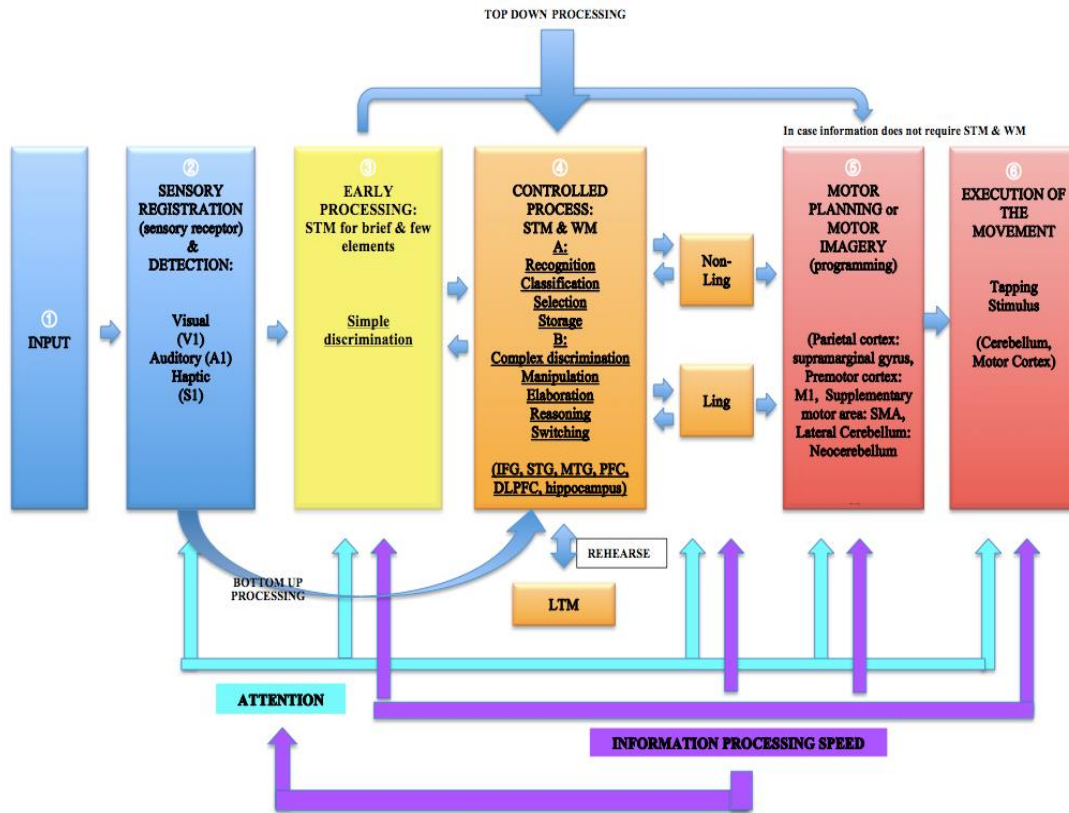 TOP DOWN PROCESSING
In case information does not require STM & WM
①
INPUT
②
SENSORY
REGISTRATION
(sensory receptor)
&
DETECTION:
Visual
(V1)
Auditory (A1)
Haptic
(S1)
③
EARLY
PROCESSING:
STM for brief & few
elements
Simple
discrimination
④
CONTROLLED
PROCESS:
STM & WM
A:
Recognition
Classification
Selection
Storage
B:
Complex discrimination
Manipulation
Elaboration
Reasoning
Switching
(IFG, STG, MTG, PFC,
DLPFC, hippocampus)
Non-
Ling
Ling
⑤
MOTOR
PLANNING or
MOTOR
IMAGERY
(programming)
(Parietal cortex:
supramarginal gyrus,
Premotor cortex:
M1, Supplementary
motor area: SMA,
Lateral Cerebellum:
Neocerebellum
⑥
EXECUTION OF
THE
MOVEMENT
Tapping
Stimulus
(Cerebellum,
Motor Cortex)
BOTTOM UP
PROCESSING
REHEARSE
LTM
ATTENTION
INFORMATION PROCESSING SPEED